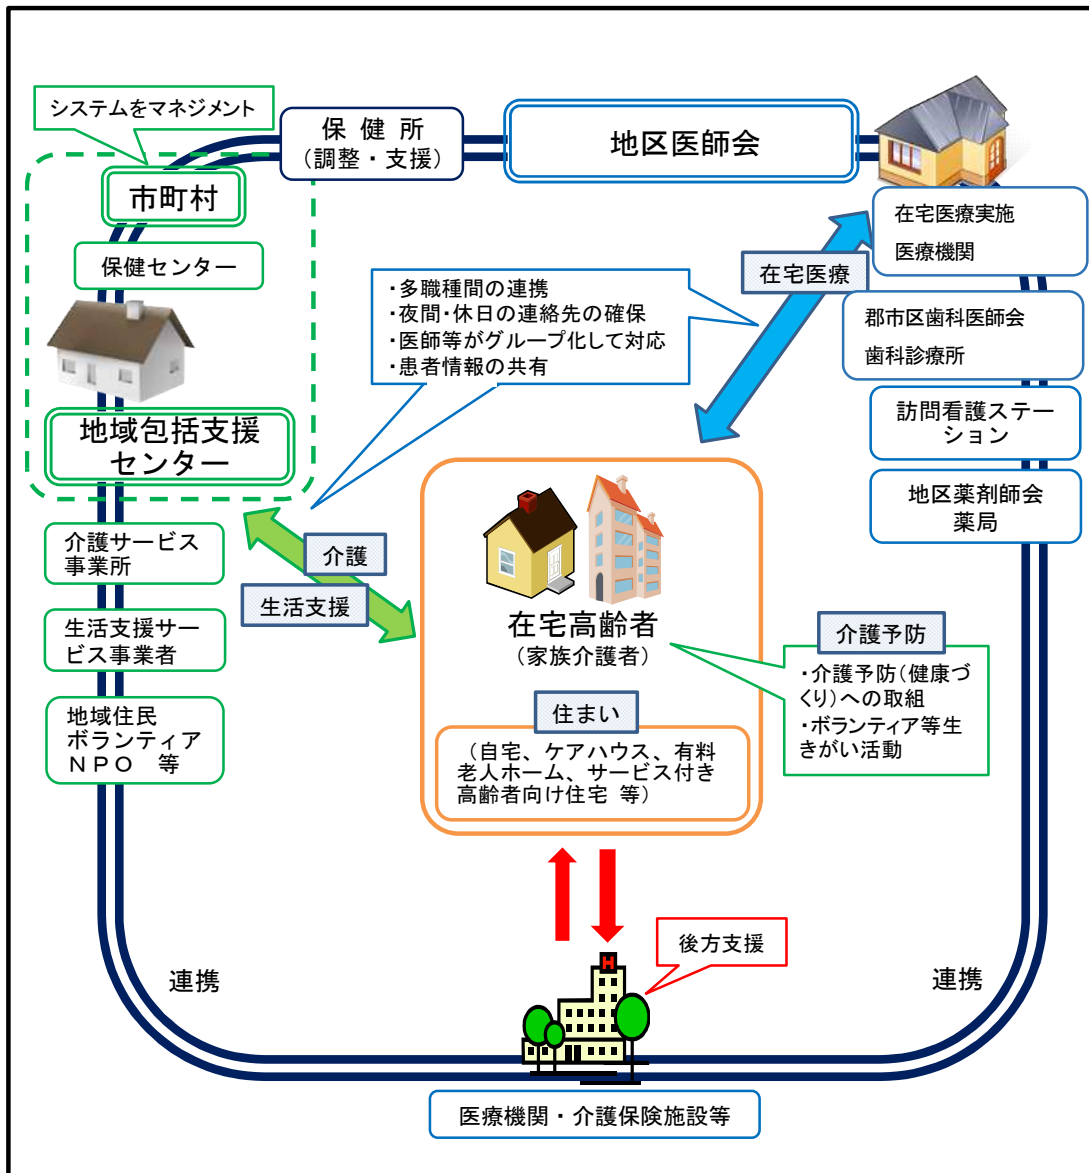 システムをマネジメント
保 健 所
（調整・支援）
地区医師会
市町村
保健センター
地域包括支援
センター
在宅医療実施
医療機関
在宅医療
・多職種間の連携
・夜間・休日の連絡先の確保
・医師等がグループ化して対応
・患者情報の共有
郡市区歯科医師会
歯科診療所
訪問看護ステー
ション
地区薬剤師会
薬局
介護サービス
事業所
介護
生活支援
生活支援サー
ビス事業者
地域住民
ボランティア
ＮＰＯ　等
在宅高齢者
（家族介護者）
介護予防
・介護予防（健康づ
くり）への取組
・ボランティア等生
きがい活動
住まい
（自宅、ケアハウス、有料
老人ホーム、サービス付き
高齢者向け住宅 等）
後方支援
H
連携
連携
医療機関・介護保険施設等